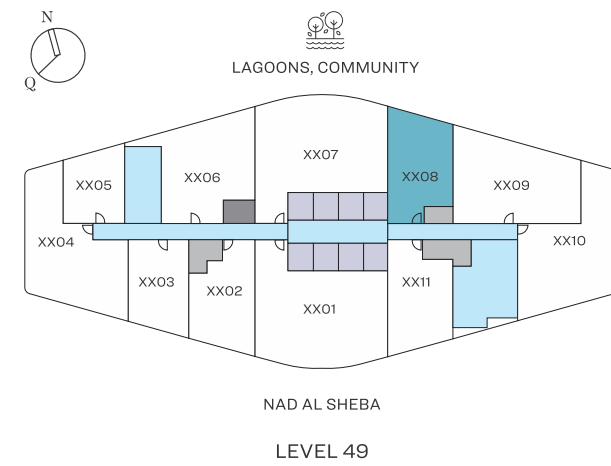 N
Q
LAGOONS, COMMUNITY
XX07
XX05
XX06
XX08
XX09
XX04
XX10
XX03
XX02
XX01
XX11
NAD AL SHEBA
LEVEL 49